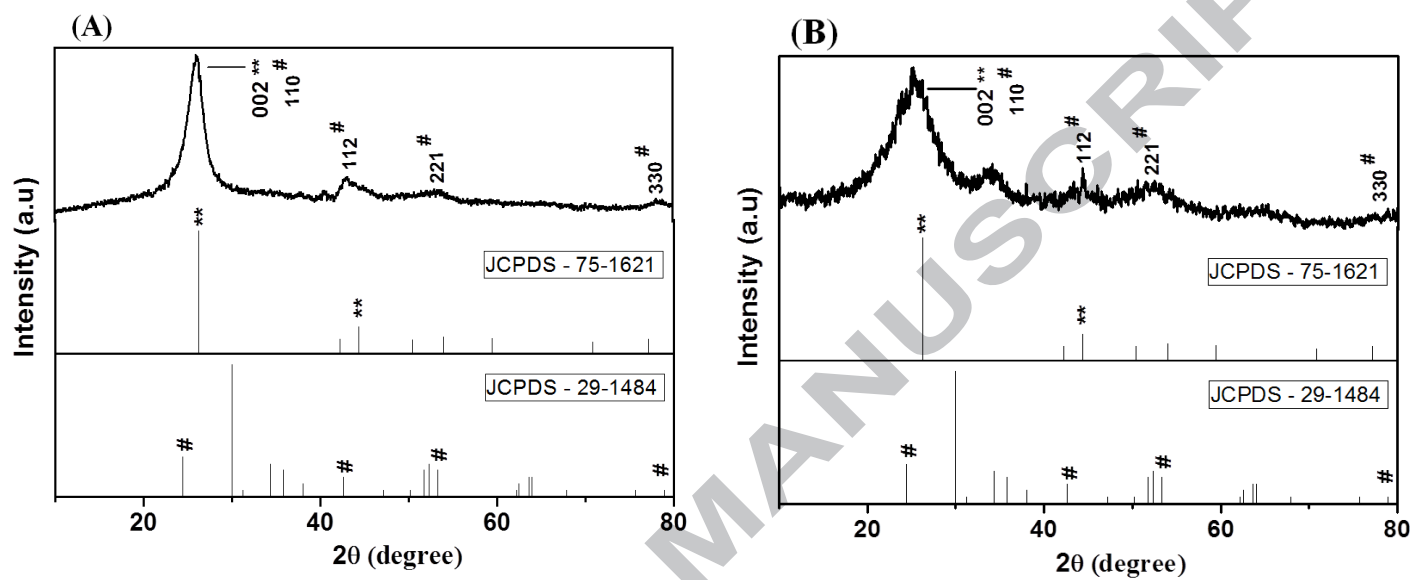 (A)
002 **
110 #
112 #
221 #
330 #
**
**
JCPDS - 75-1621
JCPDS - 29-1484
#
#
#
#
Intensity (a.u)
20 40 60 80
2θ (degree)
(B)
002 **
110 #
112 #
221 #
330 #
**
**
JCPDS - 75-1621
JCPDS - 29-1484
#
#
#
#
Intensity (a.u)
20 40 60 80
2θ (degree)
MANUSCRIP